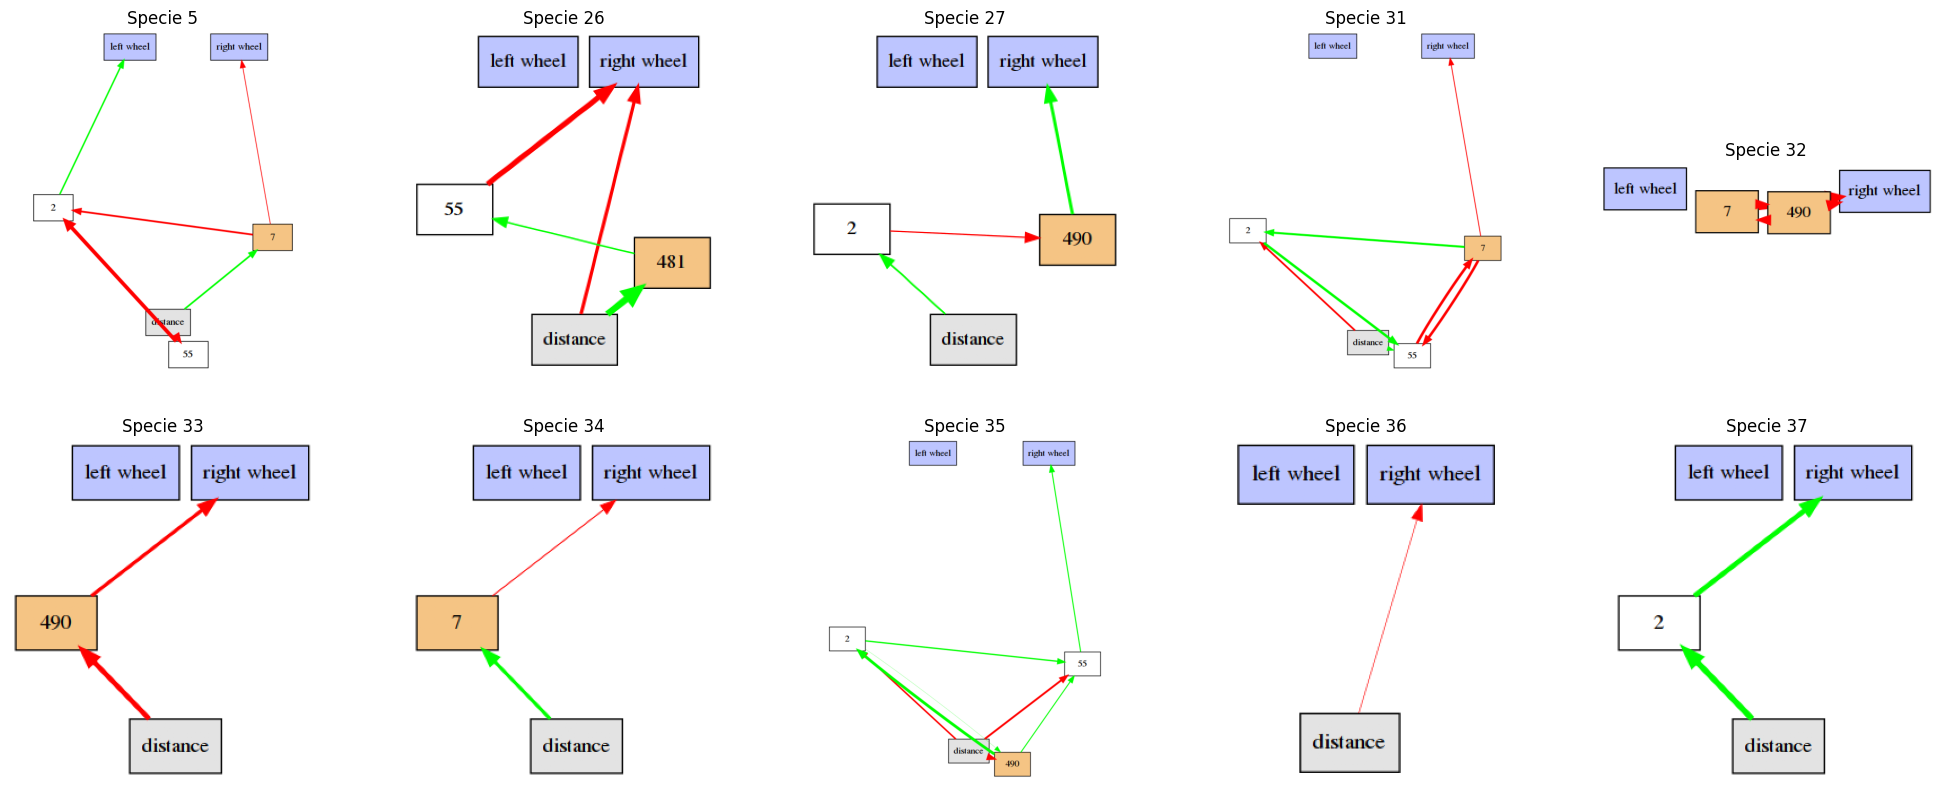 Specie 5
left wheel
right wheel
2
7
distance
55
Specie 26
left wheel
right wheel
55
481
distance
Specie 27
left wheel
right wheel
2
490
distance
Specie 31
left wheel
right wheel
2
7
distance
55
Specie 32
left wheel
7
490
right wheel
Specie 33
left wheel
right wheel
490
distance
Specie 34
left wheel
right wheel
7
distance
Specie 35
left wheel
right wheel
2
55
distance
490
Specie 36
left wheel
right wheel
distance
Specie 37
left wheel
right wheel
2
distance